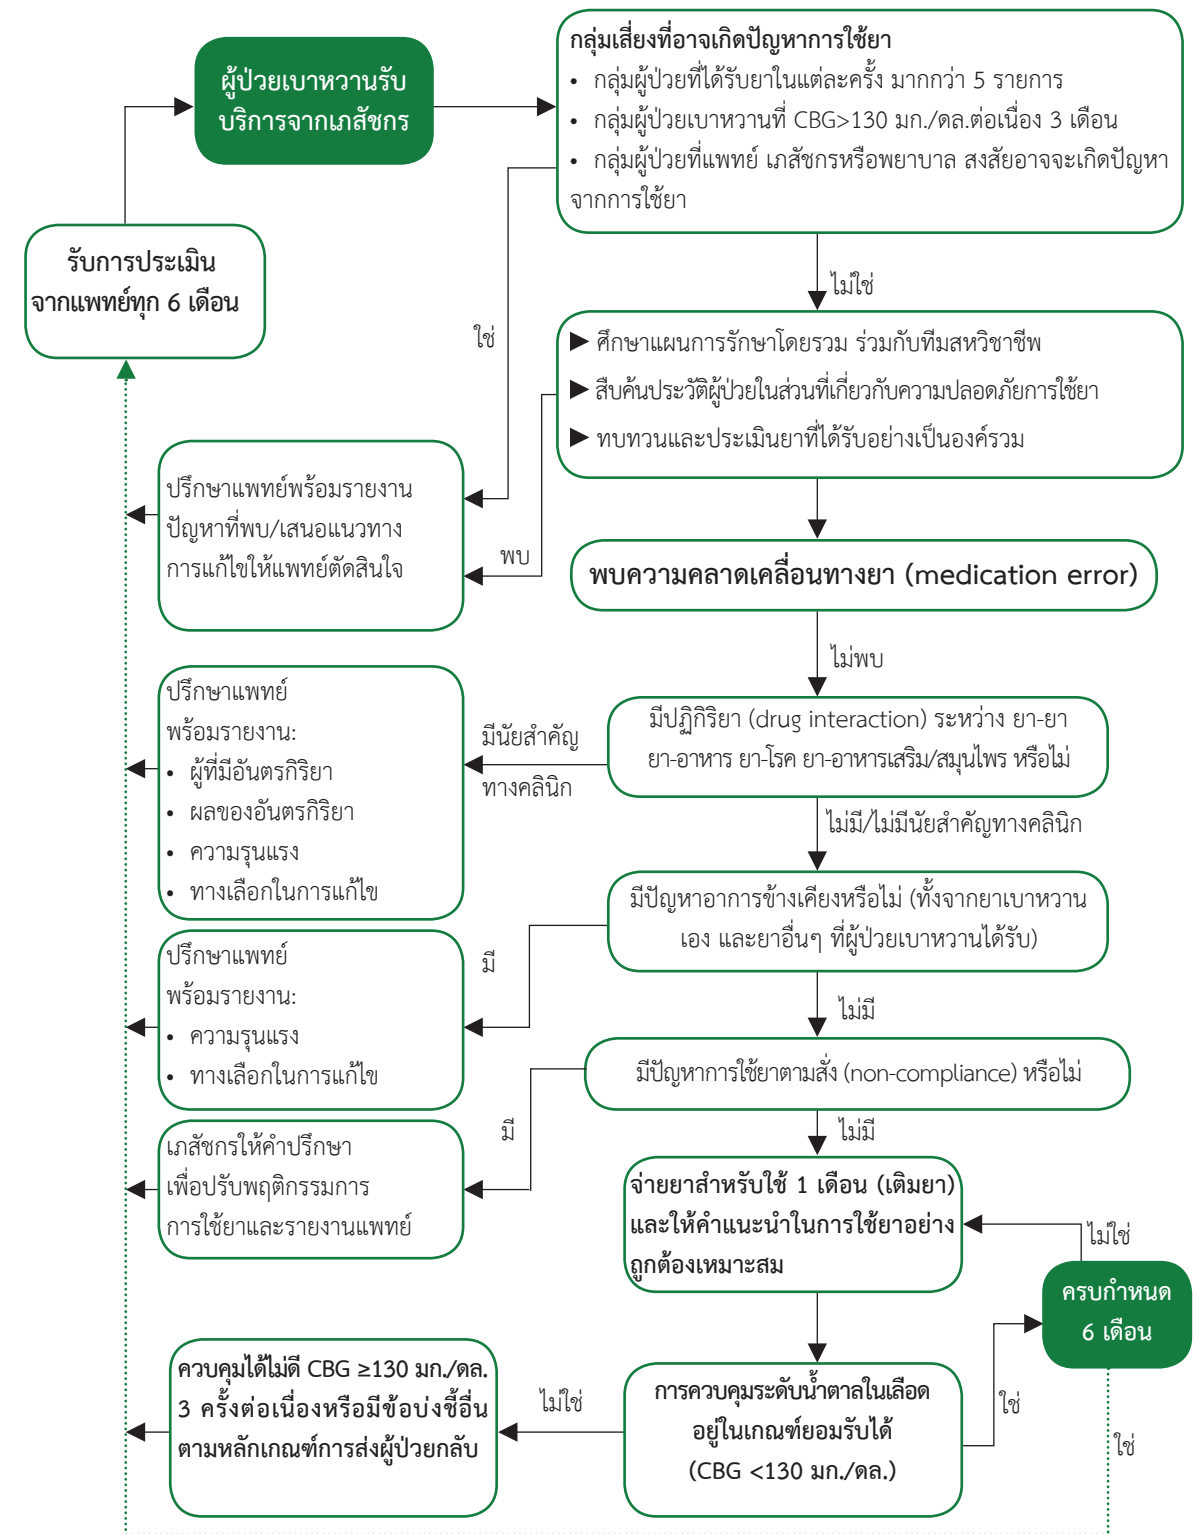 ผู้ป่วยเบาหวานรับ
บริการจากเภสัชกร
กลุ่มเสี่ยงที่อาจเกิดปัญหาการใช้ยา
• กลุ่มผู้ป่วยที่ได้รับยาในแต่ละครั้ง มากกว่า 5 รายการ
• กลุ่มผู้ป่วยเบาหวานที่ CBG>130 มก./ดล.ต่อเนื่อง 3 เดือน
• กลุ่มผู้ป่วยที่แพทย์ เภสัชกรหรือพยาบาล สงสัยอาจจะเกิดปัญหา
จากการใช้ยา
รับการประเมิน
จากแพทย์ทุก 6 เดือน
ไม่ใช่
ใช่
▶ ศึกษาแผนการรักษาโดยรวม ร่วมกับทีมสหวิชาชีพ
▶ สืบค้นประวัติผู้ป่วยในส่วนที่เกี่ยวกับความปลอดภัยการใช้ยา
▶ ทบทวนและประเมินยาที่ได้รับอย่างเป็นองค์รวม
ปรึกษาแพทย์พร้อมรายงาน
ปัญหาที่พบ/เสนอแนวทาง
การแก้ไขให้แพทย์ตัดสินใจ
พบ
พบความคลาดเคลื่อนทางยา (medication error)
ไม่พบ
ปรึกษาแพทย์
พร้อมรายงาน:
• ผู้ที่มีอันตรกิริยา
• ผลของอันตรกิริยา
• ความรุนแรง
• ทางเลือกในการแก้ไข
มีนัยสำคัญ
ทางคลินิก
มีปฏิกิริยา (drug interaction) ระหว่าง ยา-ยา
ยา-อาหาร ยา-โรค ยา-อาหารเสริม/สมุนไพร หรือไม่
ไม่มี/ไม่มีนัยสำคัญทางคลินิก
มีปัญหาอาการข้างเคียงหรือไม่ (ทั้งจากยาเบาหวาน
เอง และยาอื่นๆ ที่ผู้ป่วยเบาหวานได้รับ)
ปรึกษาแพทย์
พร้อมรายงาน:
• ความรุนแรง
• ทางเลือกในการแก้ไข
มี
ไม่มี
มีปัญหาการใช้ยาตามสั่ง (non-compliance) หรือไม่
มี
ไม่มี
เภสัชกรให้คำปรึกษา
เพื่อปรับพฤติกรรมการ
การใช้ยาและรายงานแพทย์
จ่ายยาสำหรับใช้ 1 เดือน (เติมยา)
และให้คำแนะนำในการใช้ยาอย่าง
ถูกต้องเหมาะสม
ไม่ใช่
ครบกำหนด
6 เดือน
ควบคุมได้ไม่ดี CBG ≥130 มก./ดล.
3 ครั้งต่อเนื่องหรือมีข้อบ่งชี้อื่น
ตามหลักเกณฑ์การส่งผู้ป่วยกลับ
ไม่ใช่
การควบคุมระดับน้ำตาลในเลือด
อยู่ในเกณฑ์ยอมรับได้
(CBG <130 มก./ดล.)
ใช่
ใช่